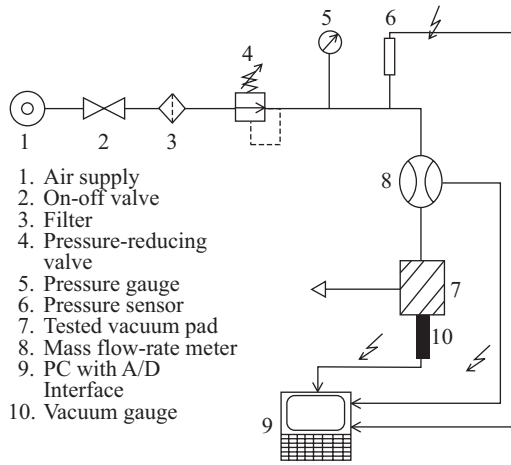 5
6
4
1
2
3
8
7
10
9
1. Air supply
2. On-off valve
3. Filter
4. Pressure-reducing
valve
5. Pressure gauge
6. Pressure sensor
7. Tested vacuum pad
8. Mass flow-rate meter
9. PC with A/D
Interface
10. Vacuum gauge